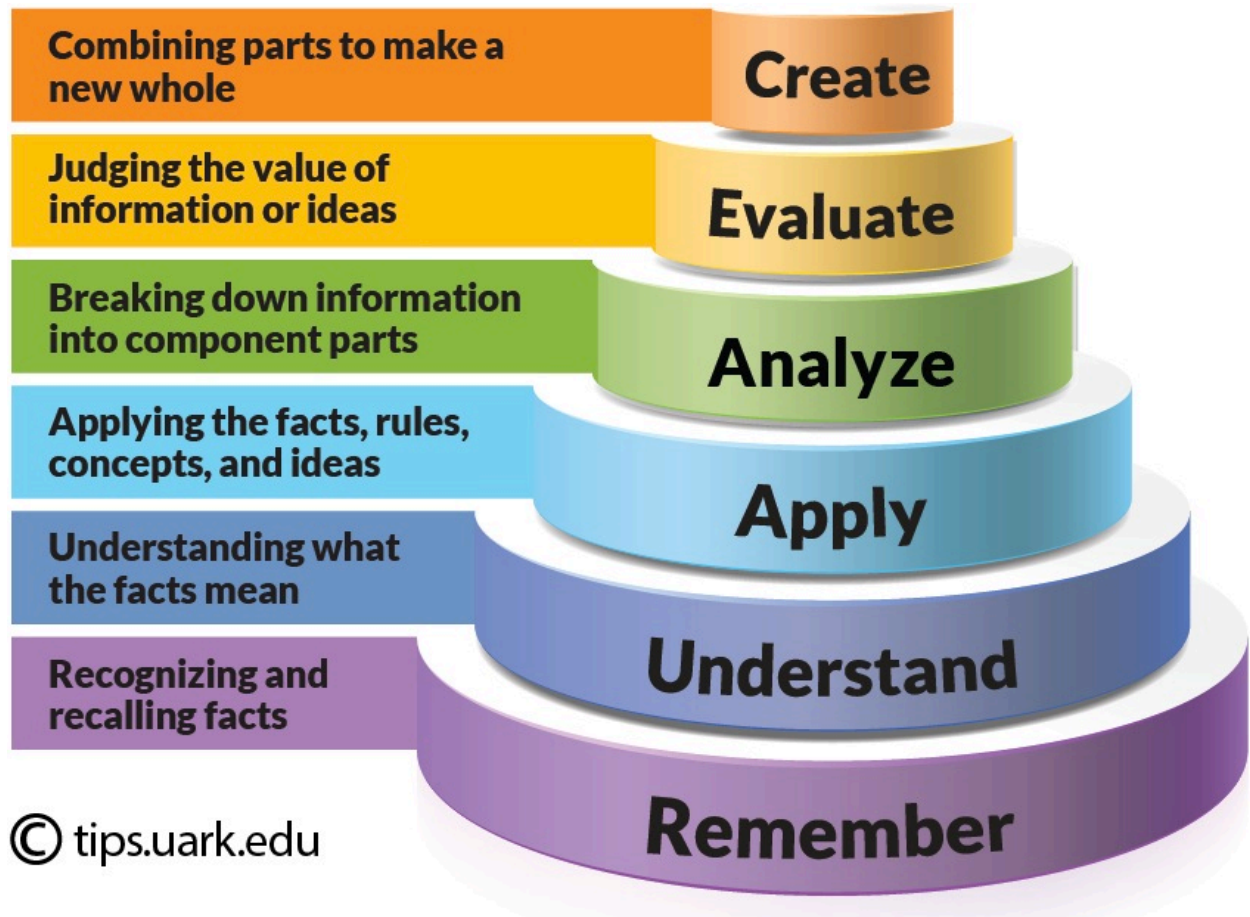 Combining parts to make a
new whole
Create
Judging the value of
information or ideas
Evaluate
Breaking down information
into component parts
Analyze
Applying the facts, rules,
concepts, and ideas
Apply
Understanding what
the facts mean
Understand
Recognizing and
recalling facts
Remember
© tips.uark.edu